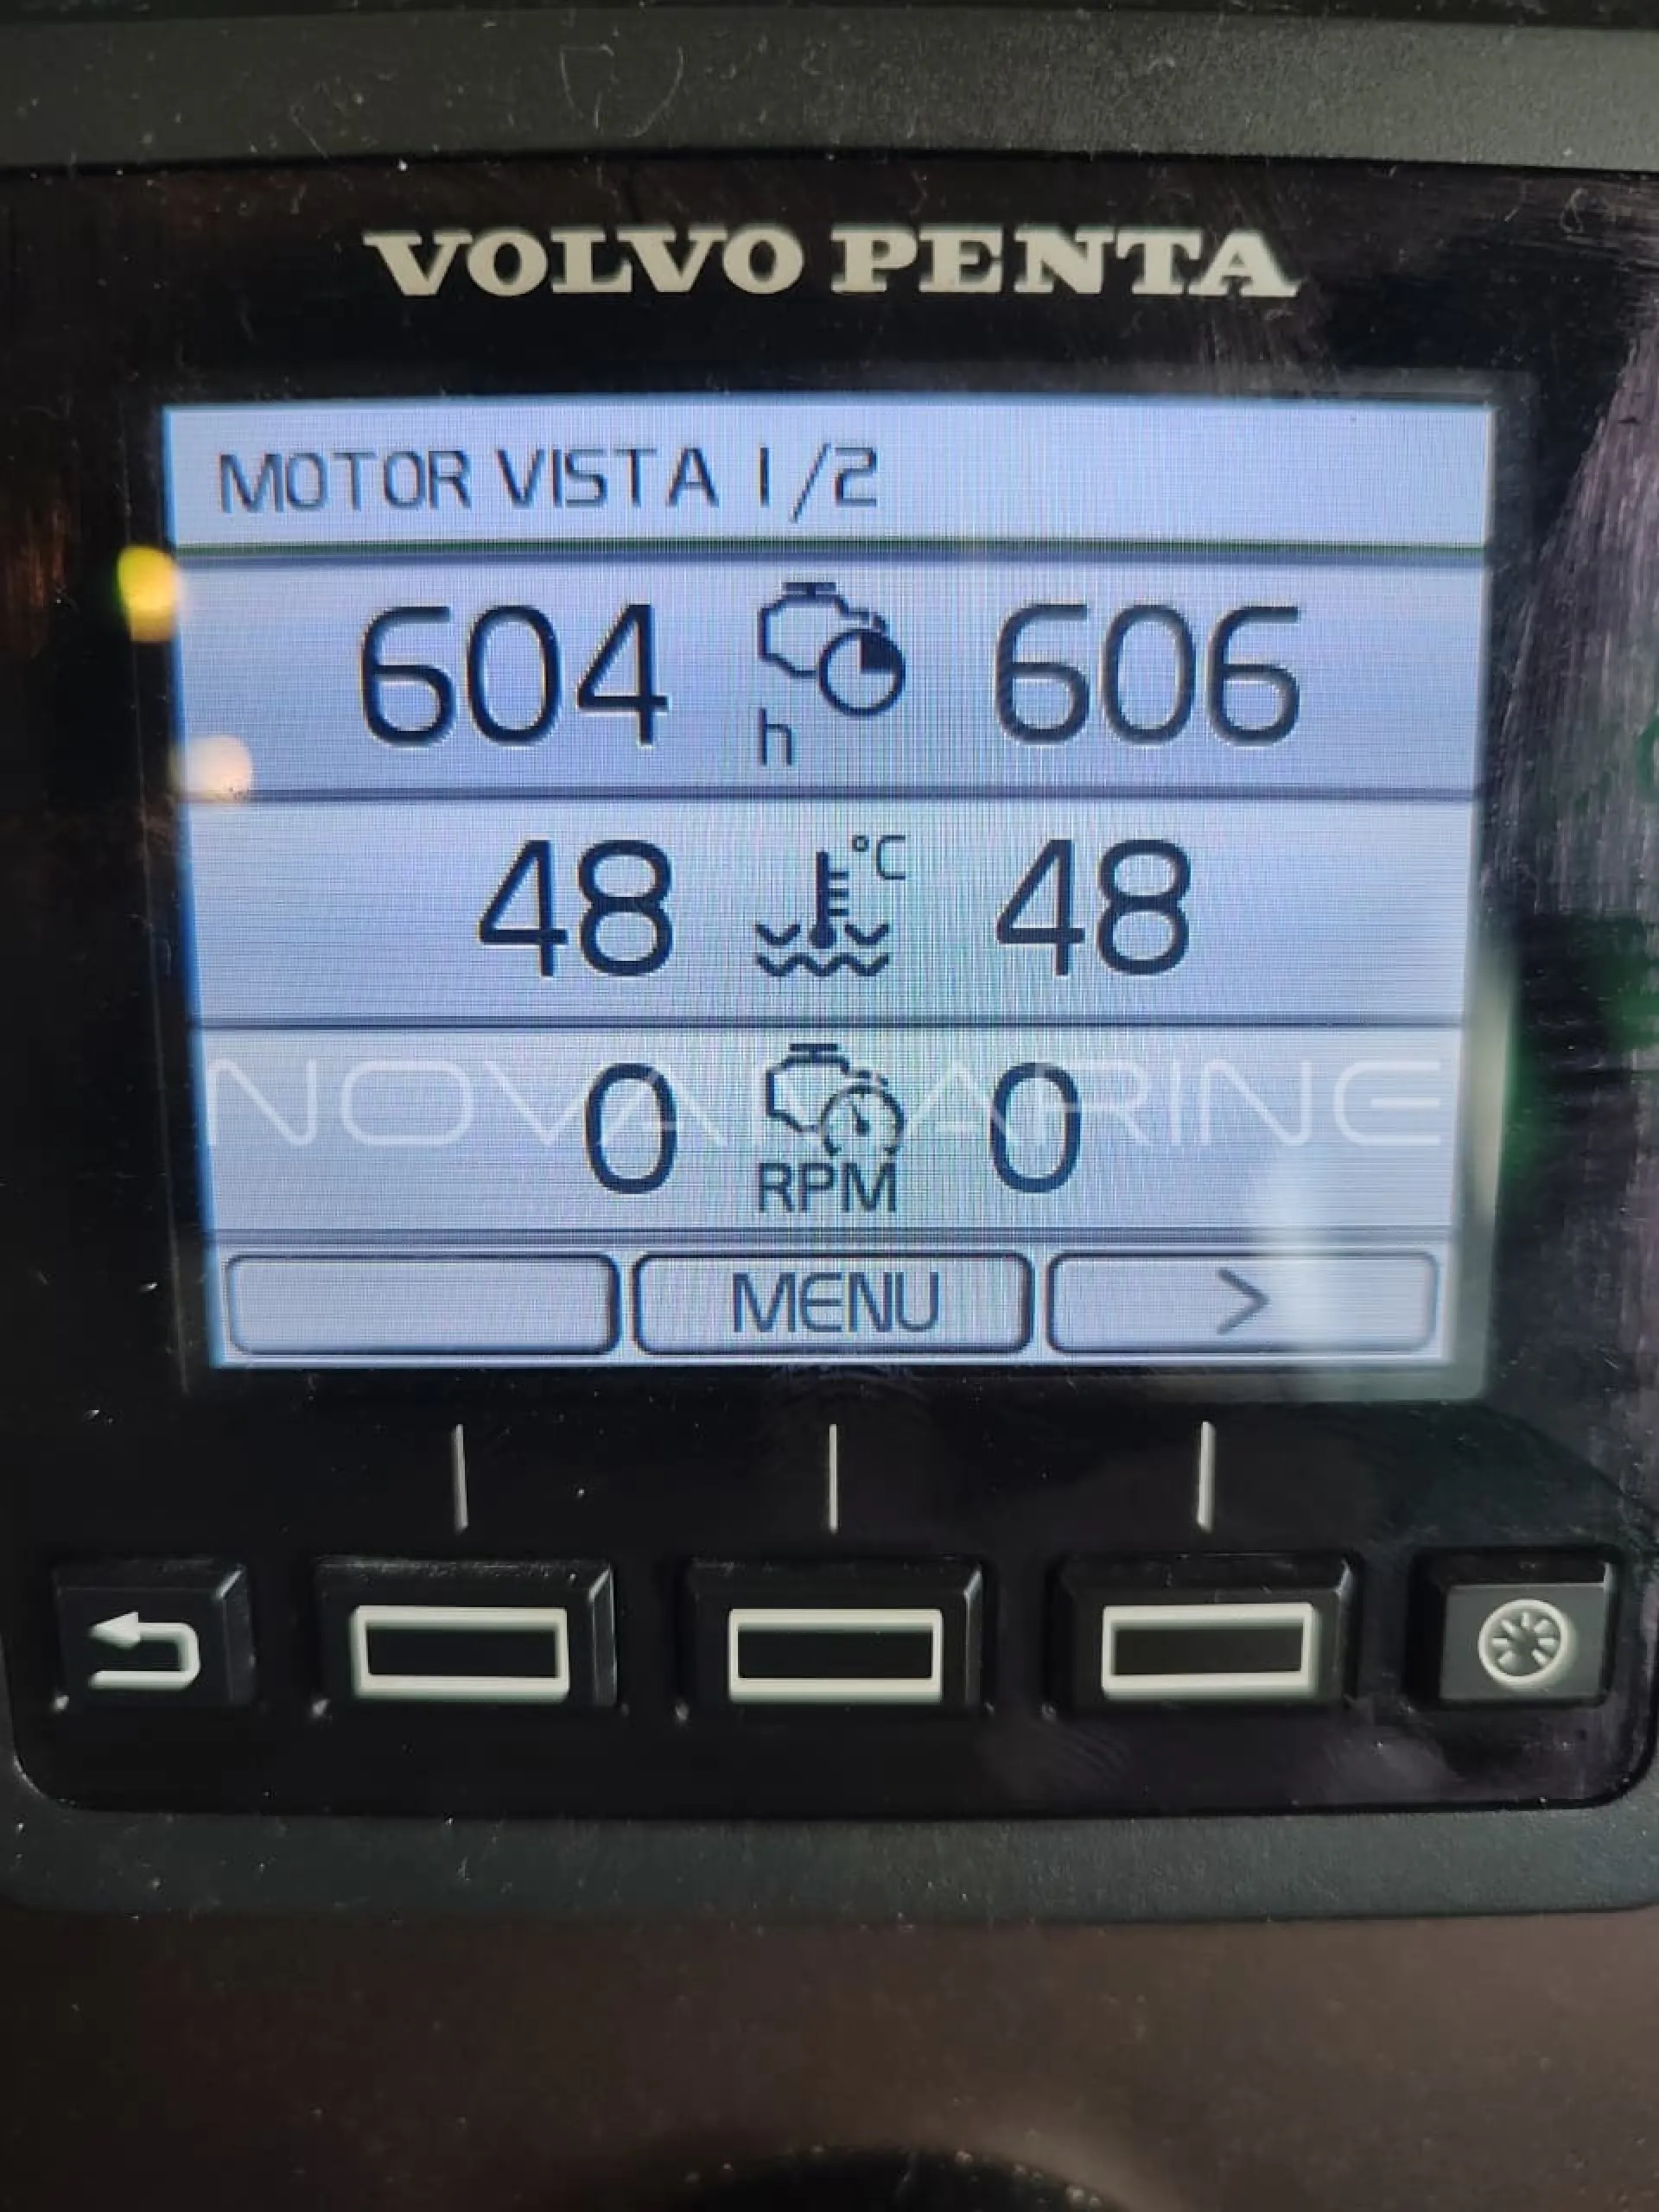 VOLVO PENTA
MOTOR VISTA 1/2
604 h 606
48 °C 48
NOVAMARINE
0 RPM 0
MENU >